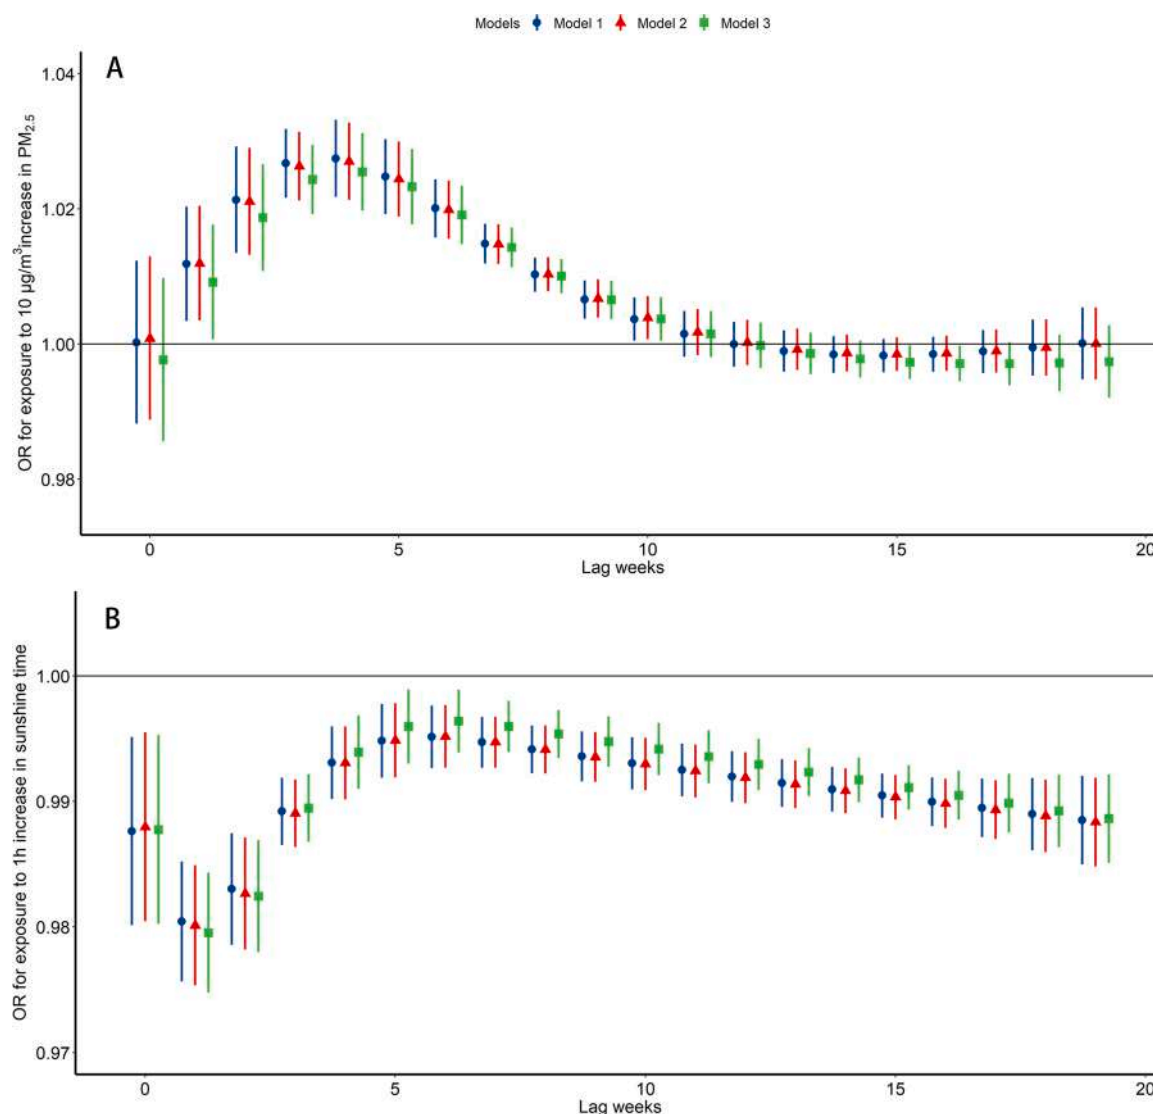 Models Model 1 Model 2 Model 3
A
OR for exposure to 10 µg/m³increase in PM₂.₅
1.04
1.02
1.00
0.98
0 5 10 15 20
Lag weeks
B
OR for exposure to 1h increase in sunshine time
1.00
0.99
0.98
0.97
0 5 10 15 20
Lag weeks